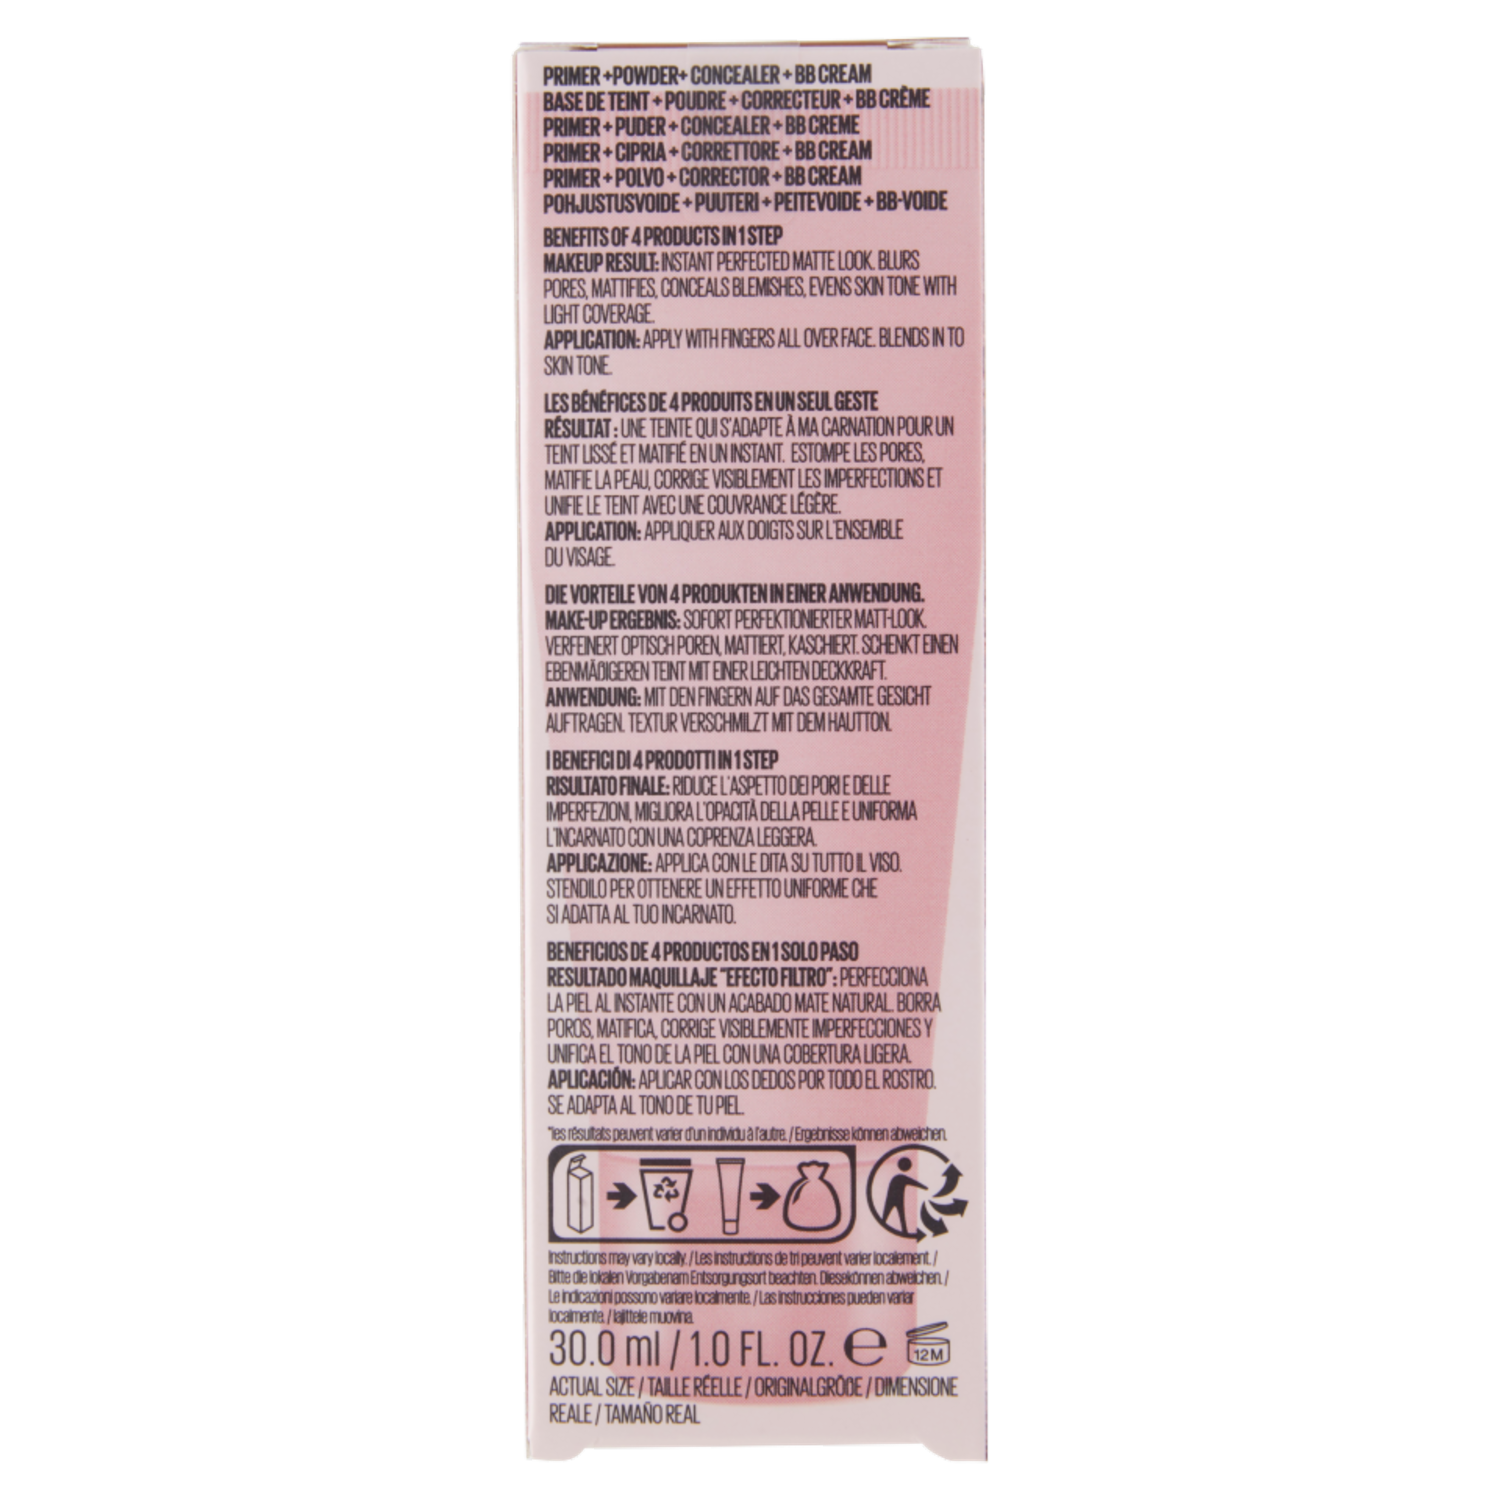 PRIMER +POWDER+ CONCEALER + BB CREAM
BASE DE TEINT + POUDRE + CORRECTEUR + BB CRÈME
PRIMER + PUDER + CONCEALER + BB CREME
PRIMER + CIPRIA + CORRETTORE + BB CREAM
PRIMER + POLVO + CORRECTOR + BB CREAM
POHJUSTUSVOIDE + PUUTERI + PEITEVOIDE + BB-VOIDE
BENEFITS OF 4 PRODUCTS IN 1 STEP
MAKEUP RESULT: INSTANT PERFECTED MATTE LOOK. BLURS
PORES, MATTIFIES, CONCEALS BLEMISHES, EVENS SKIN TONE WITH
LIGHT COVERAGE.
APPLICATION: APPLY WITH FINGERS ALL OVER FACE. BLENDS IN TO
SKIN TONE.
LES BÉNÉFICES DE 4 PRODUITS EN UN SEUL GESTE
RÉSULTAT : UNE TEINTE QUI S'ADAPTE À MA CARNATION POUR UN
TEINT LISSÉ ET MATIFIÉ EN UN INSTANT. ESTOMPE LES PORES,
MATIFIE LA PEAU, CORRIGE VISIBLEMENT LES IMPERFECTIONS ET
UNIFIE LE TEINT AVEC UNE COUVRANCE LÉGÈRE.
APPLICATION: APPLIQUER AUX DOIGTS SUR L'ENSEMBLE
DU VISAGE.
DIE VORTEILE VON 4 PRODUKTEN IN EINER ANWENDUNG.
MAKE-UP ERGEBNIS: SOFORT PERFEKTIONIERTER MATT-LOOK.
VERFEINERT OPTISCH POREN, MATTIERT, KASCHIERT. SCHENKT EINEN
EBENMÄßIGEREN TEINT MIT EINER LEICHTEN DECKKRAFT.
ANWENDUNG: MIT DEN FINGERN AUF DAS GESAMTE GESICHT
AUFTRAGEN. TEXTUR VERSCHMILZT MIT DEM HAUTTON.
I BENEFICI DI 4 PRODOTTI IN 1 STEP
RISULTATO FINALE: RIDUCE L'ASPETTO DEI PORI E DELLE
IMPERFEZIONI, MIGLIORA L'OPACITÀ DELLA PELLE E UNIFORMA
L'INCARNATO CON UNA COPRENZA LEGGERA.
APPLICAZIONE: APPLICA CON LE DITA SU TUTTO IL VISO.
STENDILO PER OTTENERE UN EFFETTO UNIFORME CHE
SI ADATTA AL TUO INCARNATO.
BENEFICIOS DE 4 PRODUCTOS EN 1 SOLO PASO
RESULTADO MAQUILLAJE "EFECTO FILTRO": PERFECCIONA
LA PIEL AL INSTANTE CON UN ACABADO MATE NATURAL. BORRA
POROS, MATIFICA, CORRIGE VISIBLEMENTE IMPERFECCIONES Y
UNIFICA EL TONO DE LA PIEL CON UNA COBERTURA LIGERA.
APLICACIÓN: APLICAR CON LOS DEDOS POR TODO EL ROSTRO.
SE ADAPTA AL TONO DE TU PIEL.
*les résultats peuvent varier d'un individu à l'autre. / Ergebnisse können abweichen.
Instructions may vary locally. / Les instructions de tri peuvent varier localement. /
Bitte die lokalen Vorgabenam Entsorgungsort beachten. Diesekönnen abweichen. /
Le indicazioni possono variare localmente. / Las instrucciones pueden variar
localmente. / lajittele muovina.
30.0 ml / 1.0 FL. OZ. e 12 M
ACTUAL SIZE / TAILLE RÉELLE / ORIGINALGRÖßE / DIMENSIONE
REALE / TAMAÑO REAL